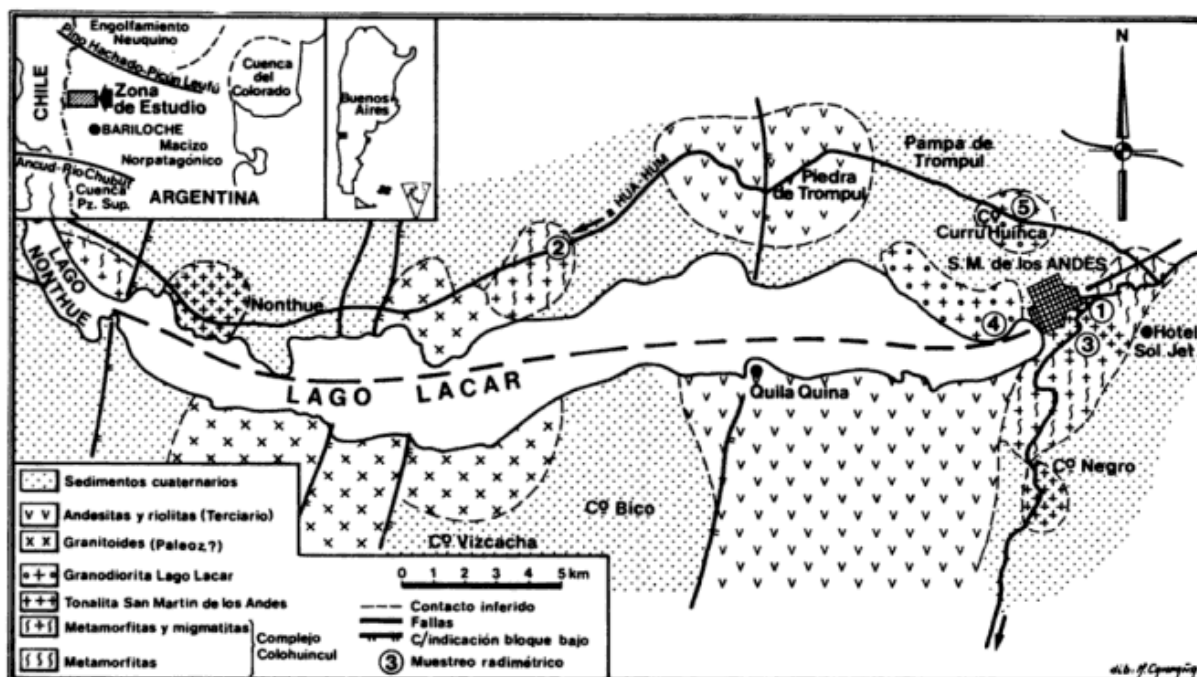 Engolfamiento
Neuquino
Pino Hachado-Picún Leufú
Cuenca
del
Colorado
CHILE
Zona
de Estudio
BARILOCHE
Macizo
Norpatagónico
Ancud-Rio Chubut
Cuenca
Pz. Sup.
ARGENTINA
Buenos
Aires
N
Pampa de
Trompul
Piedra
de Trompul
a HUA-HUM
5
Cº
Curru Huinca
S.M. de los ANDES
2
LAGO
NONTHUE
Nonthue
4
1
3
Hotel
Sol Jet
LAGO LACAR
Quila Quina
Cº Negro
Cº Bico
Cº Vizcacha
Sedimentos cuaternarios
Andesitas y riolitas (Terciario)
Granitoides (Paleoz.?)
Granodiorita Lago Lacar
Tonalita San Martin de los Andes
Metamorfitas y migmatitas
Metamorfitas
Complejo
Colohuincul
0 1 2 3 4 5 km
Contacto inferido
Fallas
C/indicación bloque bajo
3 Muestreo radimétrico